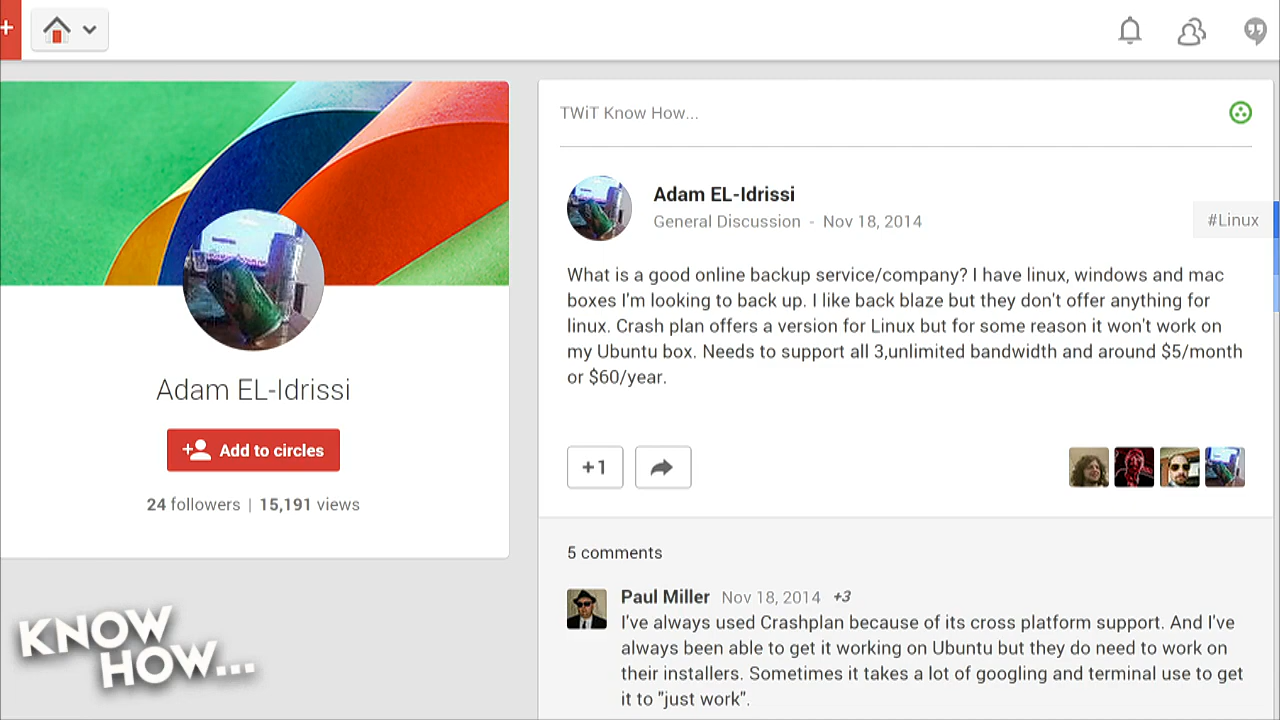 +
TWiT Know How...
Adam EL-Idrissi
General Discussion - Nov 18, 2014
#Linux
What is a good online backup service/company? I have linux, windows and mac
boxes I'm looking to back up. I like back blaze but they don't offer anything for
linux. Crash plan offers a version for Linux but for some reason it won't work on
my Ubuntu box. Needs to support all 3,unlimited bandwidth and around $5/month
or $60/year.
+1
Adam EL-Idrissi
Add to circles
24 followers | 15,191 views
5 comments
Paul Miller Nov 18, 2014 +3
I've always used Crashplan because of its cross platform support. And I've
always been able to get it working on Ubuntu but they do need to work on
their installers. Sometimes it takes a lot of googling and terminal use to get
it to "just work".
KNOW
HOW...